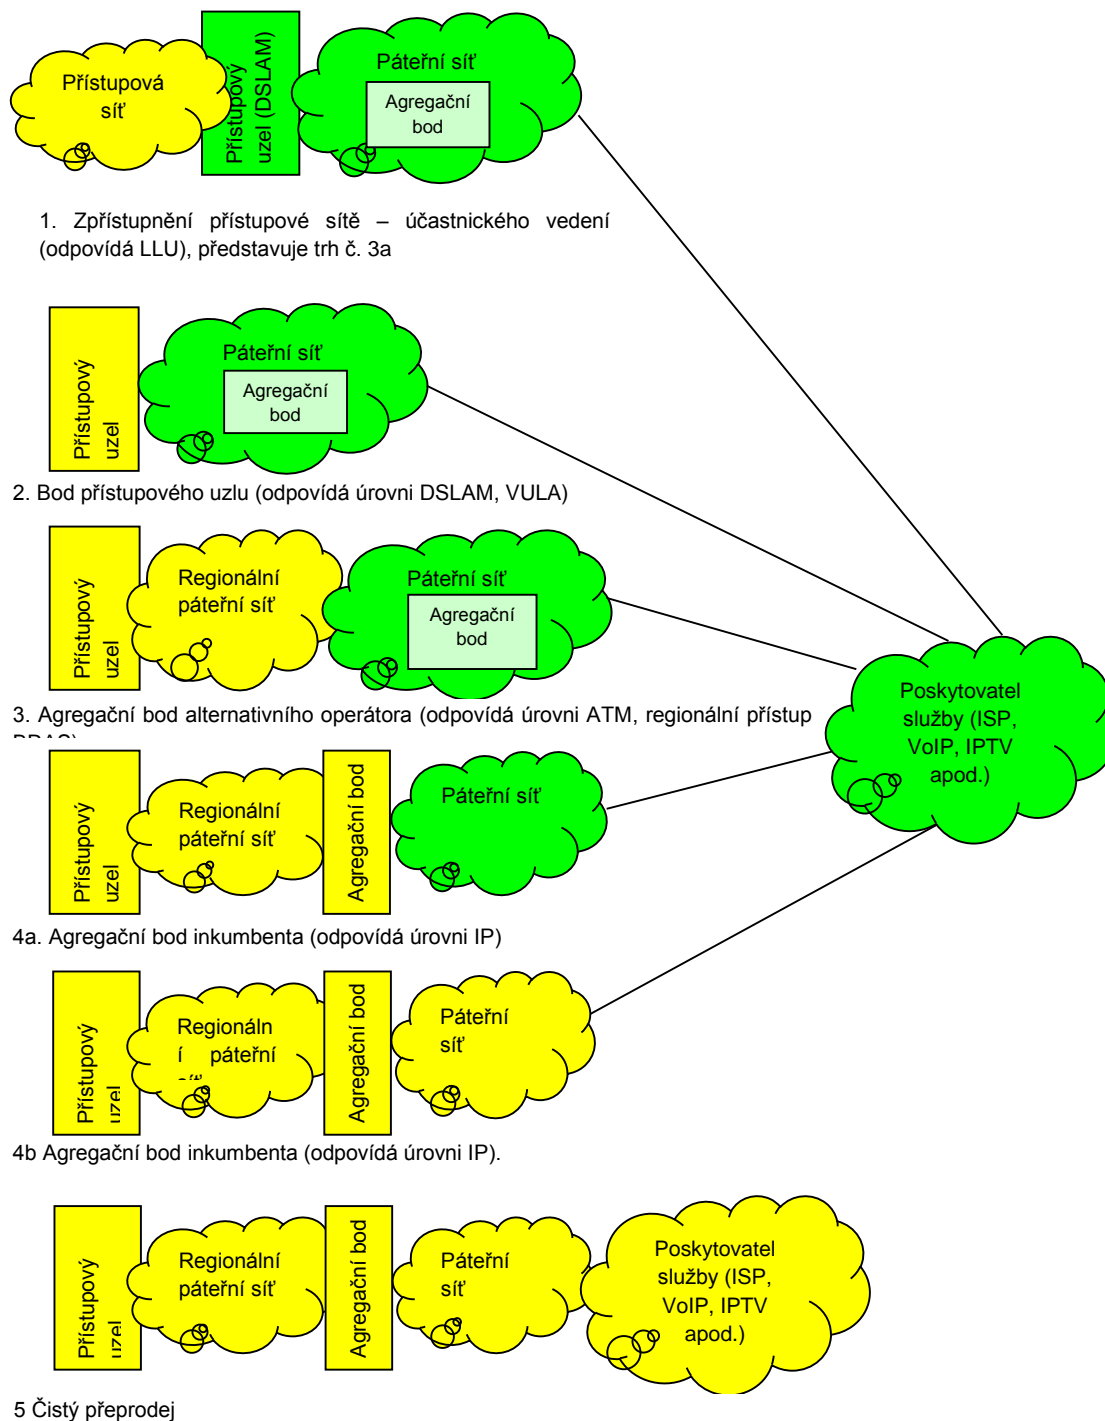 Přístupová
síť
Přístupový
uzel (DSLAM)
Páteřní síť
Agregační
bod
1. Zpřístupnění přístupové sítě – účastnického vedení
(odpovídá LLU), představuje trh č. 3a
Přístupový
uzel
Páteřní síť
Agregační
bod
2. Bod přístupového uzlu (odpovídá úrovni DSLAM, VULA)
Přístupový
uzel
Regionální
páteřní síť
Páteřní síť
Agregační
bod
3. Agregační bod alternativního operátora (odpovídá úrovni ATM, regionální přístup
Poskytovatel
služby (ISP,
VoIP, IPTV
apod.)
Přístupový
uzel
Regionální
páteřní síť
Agregační bod
Páteřní síť
4a. Agregační bod inkumbenta (odpovídá úrovni IP)
Přístupový
uzel
Regionáln
í páteřní
síť
Agregační bod
Páteřní
síť
4b Agregační bod inkumbenta (odpovídá úrovni IP).
Přístupový
uzel
Regionální
páteřní síť
Agregační bod
Páteřní
síť
Poskytovatel
služby (ISP,
VoIP, IPTV
apod.)
5 Čistý přeprodej